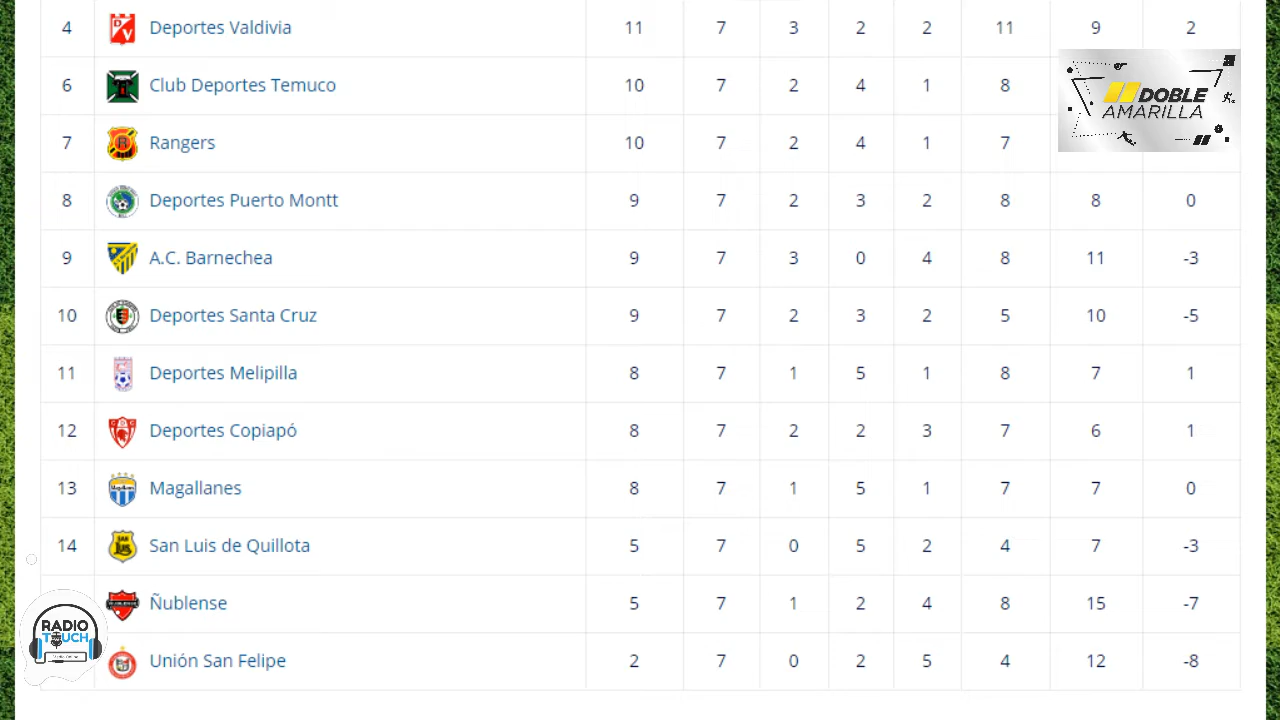 4 Deportes Valdivia 11 7 3 2 2 11 9 2
6 Club Deportes Temuco 10 7 2 4 1 8
DOBLE
AMARILLA
7 Rangers 10 7 2 4 1 7
8 Deportes Puerto Montt 9 7 2 3 2 8 8 0
9 A.C. Barnechea 9 7 3 0 4 8 11 -3
10 Deportes Santa Cruz 9 7 2 3 2 5 10 -5
11 Deportes Melipilla 8 7 1 5 1 8 7 1
12 Deportes Copiapó 8 7 2 2 3 7 6 1
13 Magallanes 8 7 1 5 1 7 7 0
14 San Luis de Quillota 5 7 0 5 2 4 7 -3
Ñublense 5 7 1 2 4 8 15 -7
RADIO
TOUCH
Unión San Felipe 2 7 0 2 5 4 12 -8